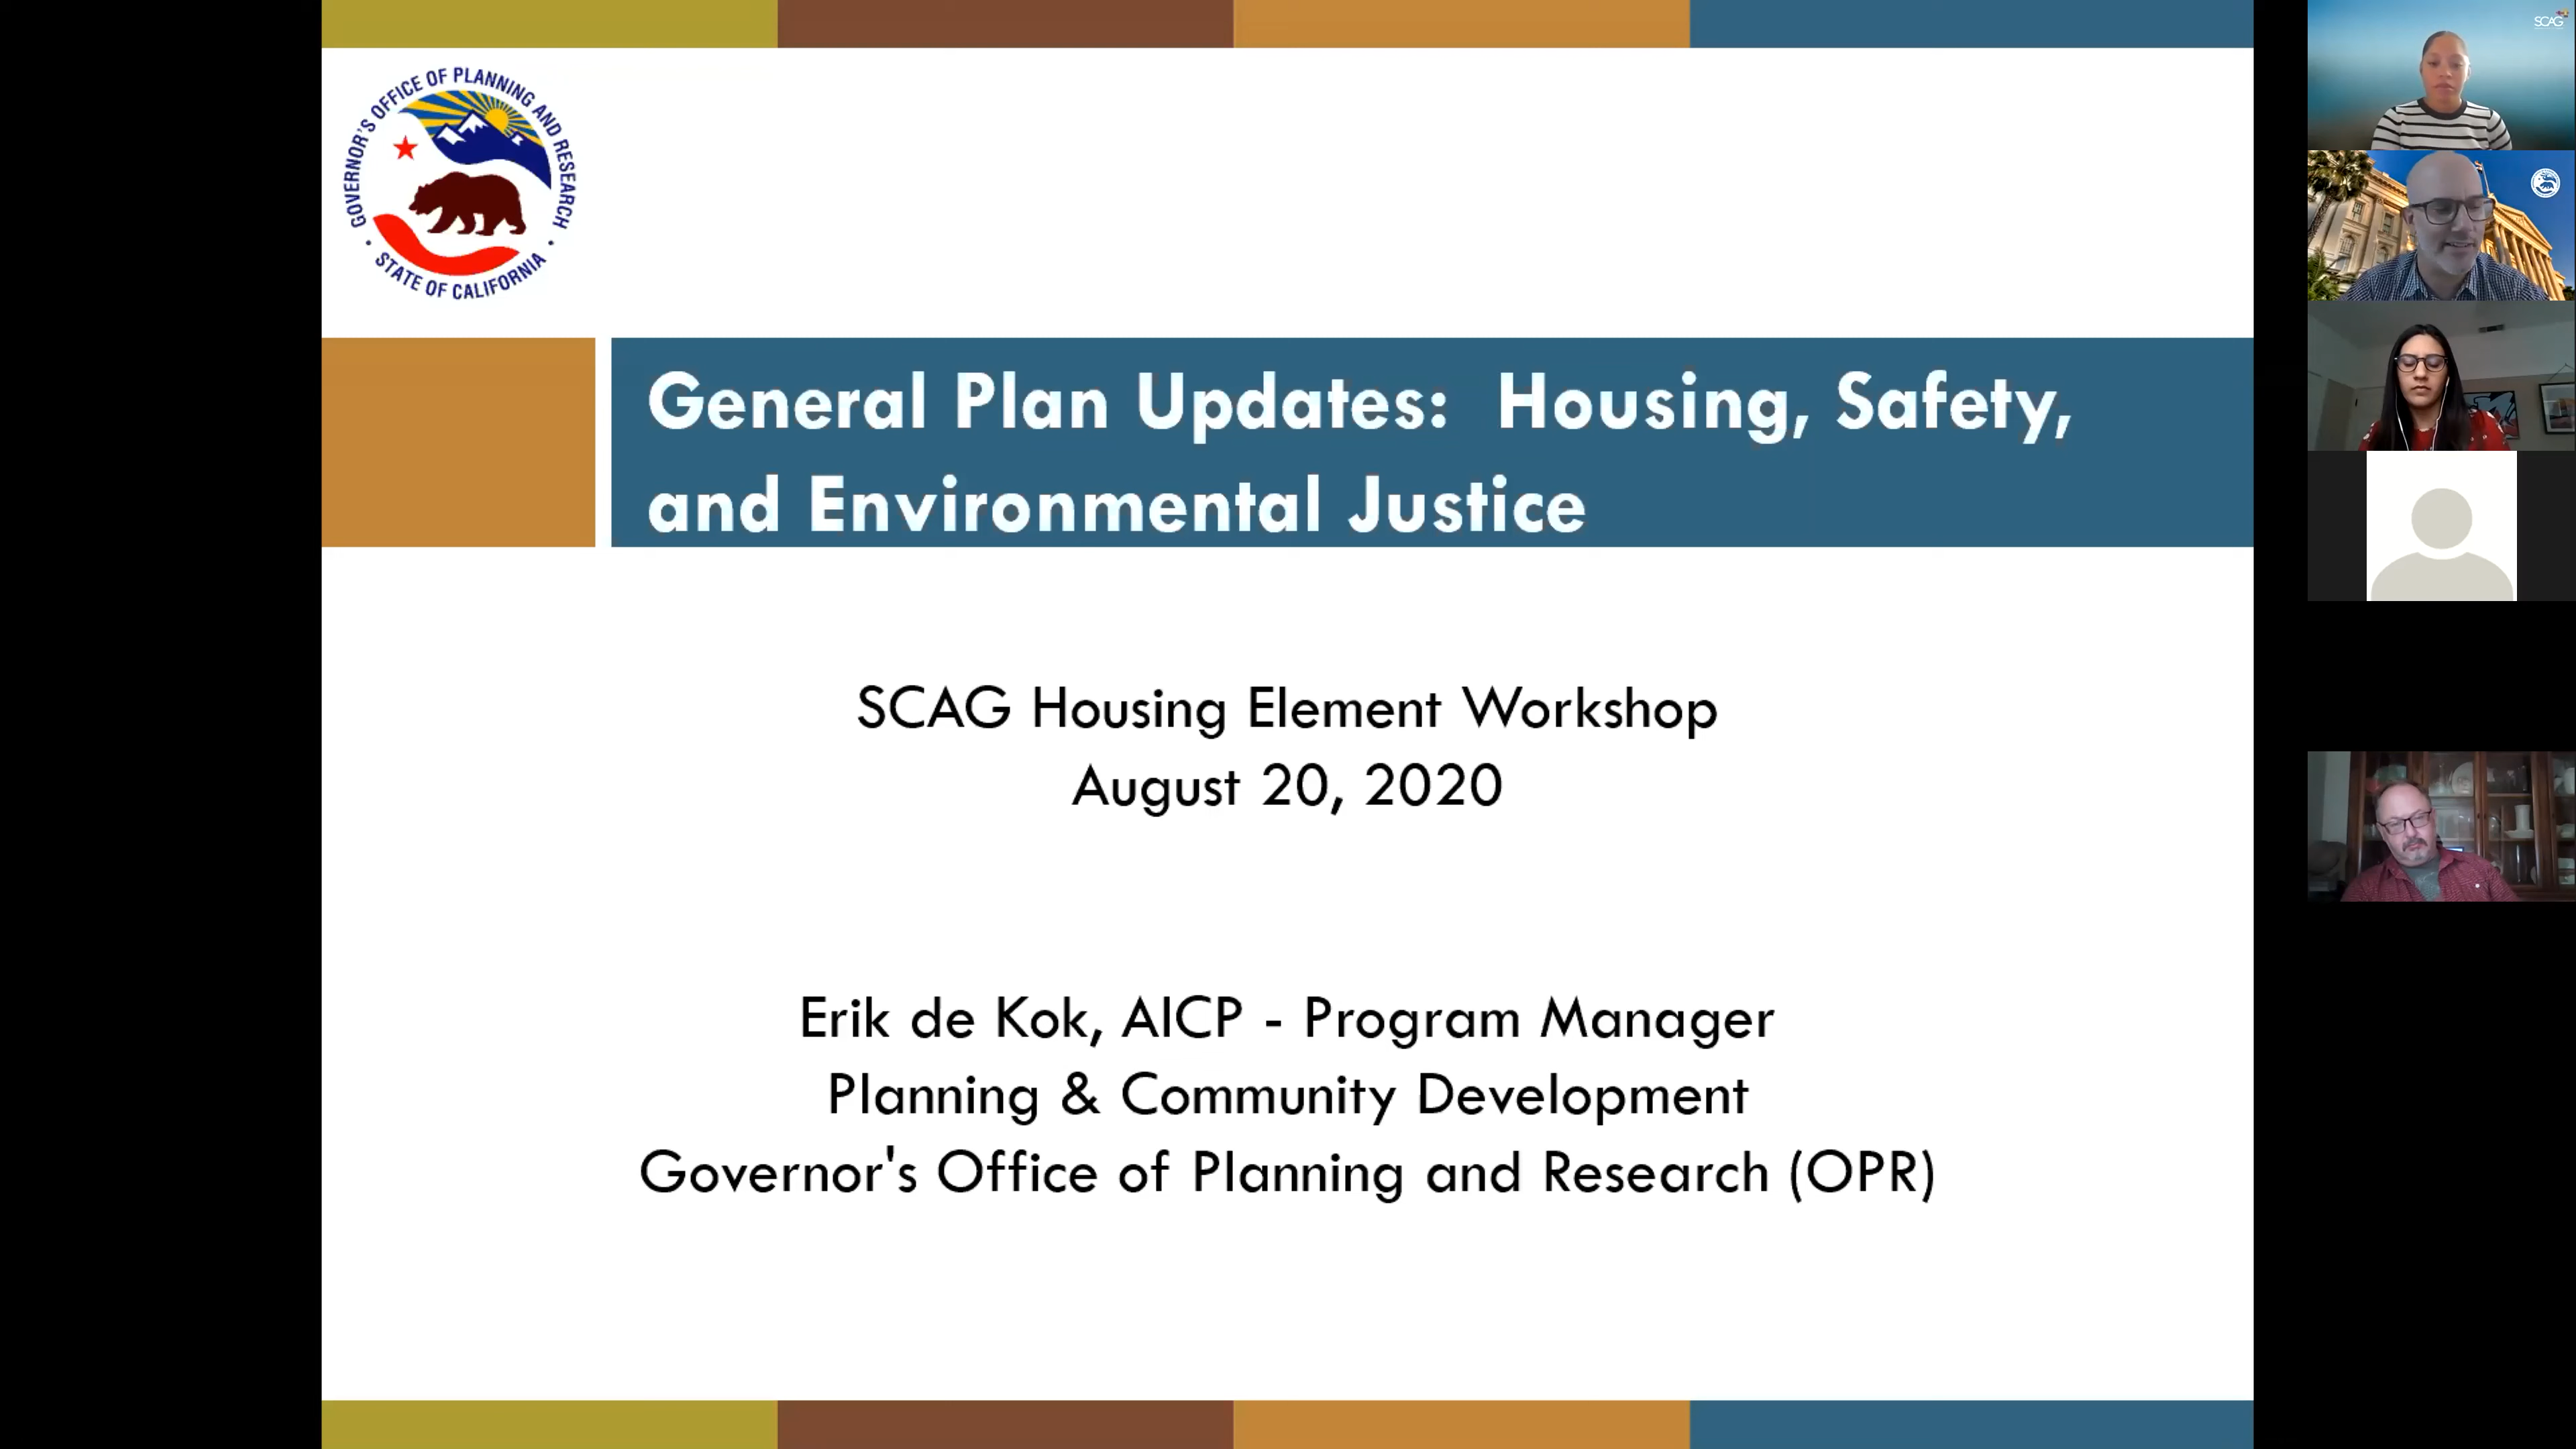 GOVERNOR'S OFFICE OF PLANNING AND RESEARCH
• STATE OF CALIFORNIA •
General Plan Updates:  Housing, Safety,
and Environmental Justice
SCAG Housing Element Workshop
August 20, 2020
Erik de Kok, AICP - Program Manager
Planning & Community Development
Governor's Office of Planning and Research (OPR)
SCAG